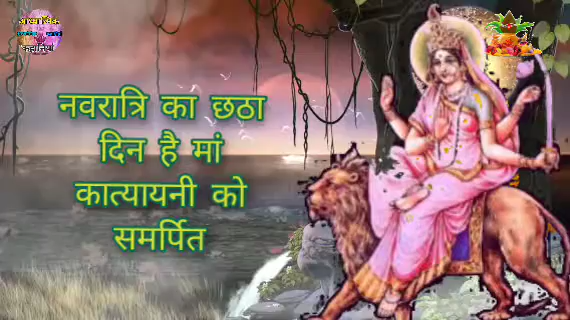 नवरात्रि का छठा
दिन है मां
कात्यायनी को
समर्पित